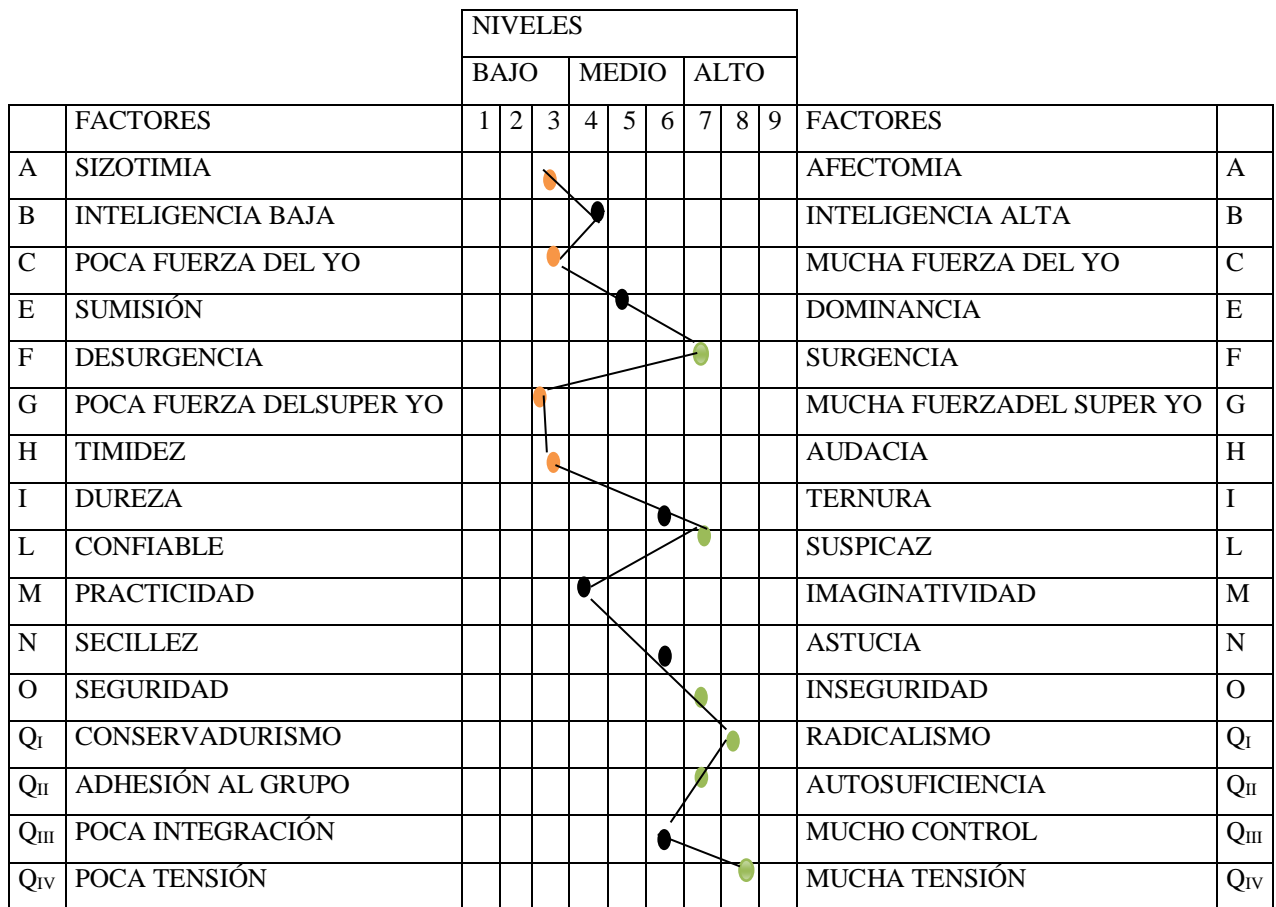 NIVELES
BAJO MEDIO ALTO
FACTORES 1 2 3 4 5 6 7 8 9 FACTORES
A SIZOTIMIA AFECTOMIA A
B INTELIGENCIA BAJA INTELIGENCIA ALTA B
C POCA FUERZA DEL YO MUCHA FUERZA DEL YO C
E SUMISIÓN DOMINANCIA E
F DESURGENCIA SURGENCIA F
G POCA FUERZA DELSUPER YO MUCHA FUERZADEL SUPER YO G
H TIMIDEZ AUDACIA H
I DUREZA TERNURA I
L CONFIABLE SUSPICAZ L
M PRACTICIDAD IMAGINATIVIDAD M
N SECILLEZ ASTUCIA N
O SEGURIDAD INSEGURIDAD O
QI CONSERVADURISMO RADICALISMO QI
QII ADHESIÓN AL GRUPO AUTOSUFICIENCIA QII
QIII POCA INTEGRACIÓN MUCHO CONTROL QIII
QIV POCA TENSIÓN MUCHA TENSIÓN QIV